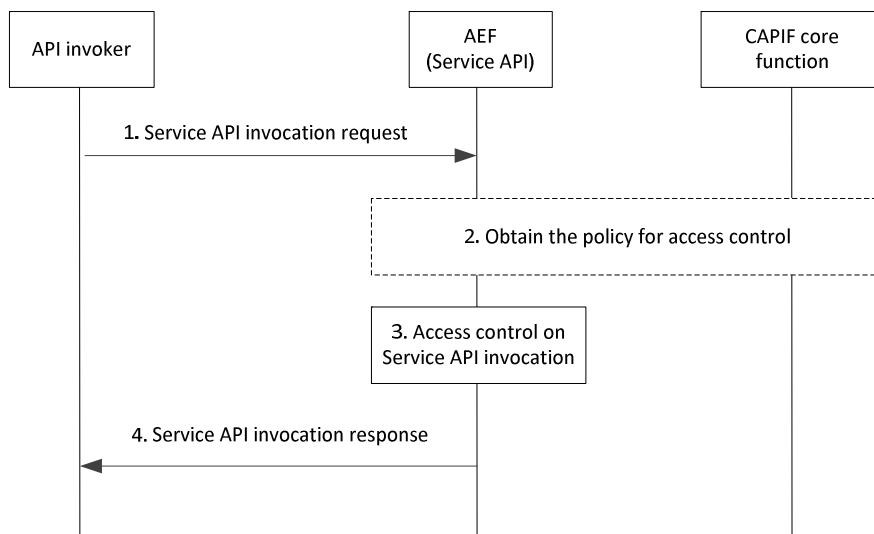 API invoker
AEF
(Service API)
CAPIF core
function
1. Service API invocation request
2. Obtain the policy for access control
3. Access control on
Service API invocation
4. Service API invocation response